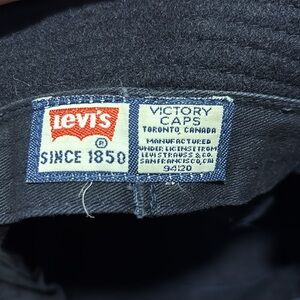 Levi's
®
SINCE 1850
VICTORY
CAPS
TORONTO, CANADA
MANUFACTURED
UNDER LICENSE FROM
LEVI STRAUSS & CO.
SAN FRANCISCO, CA
94120